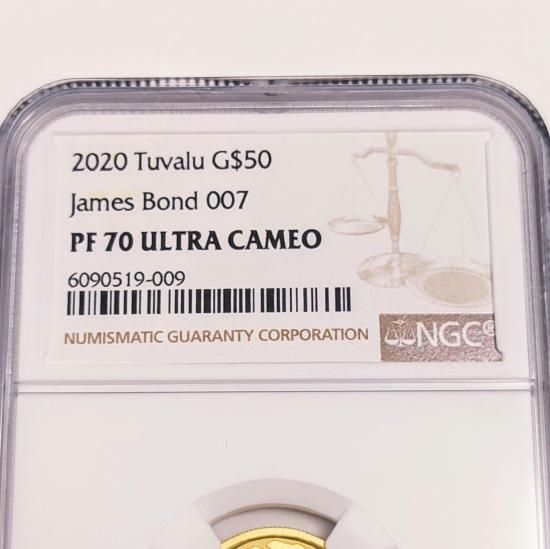 2020 Tuvalu G$50
James Bond 007
PF 70 ULTRA CAMEO
6090519-009
NUMISMATIC GUARANTY CORPORATION
NGC®